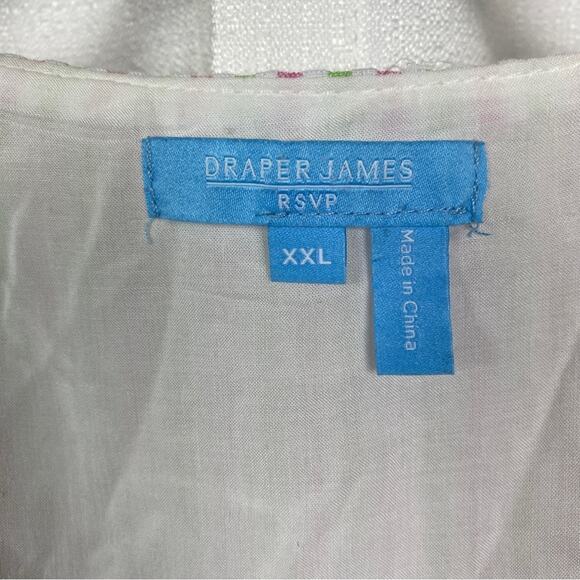 DRAPER JAMES
RSVP
XXL
Made in China